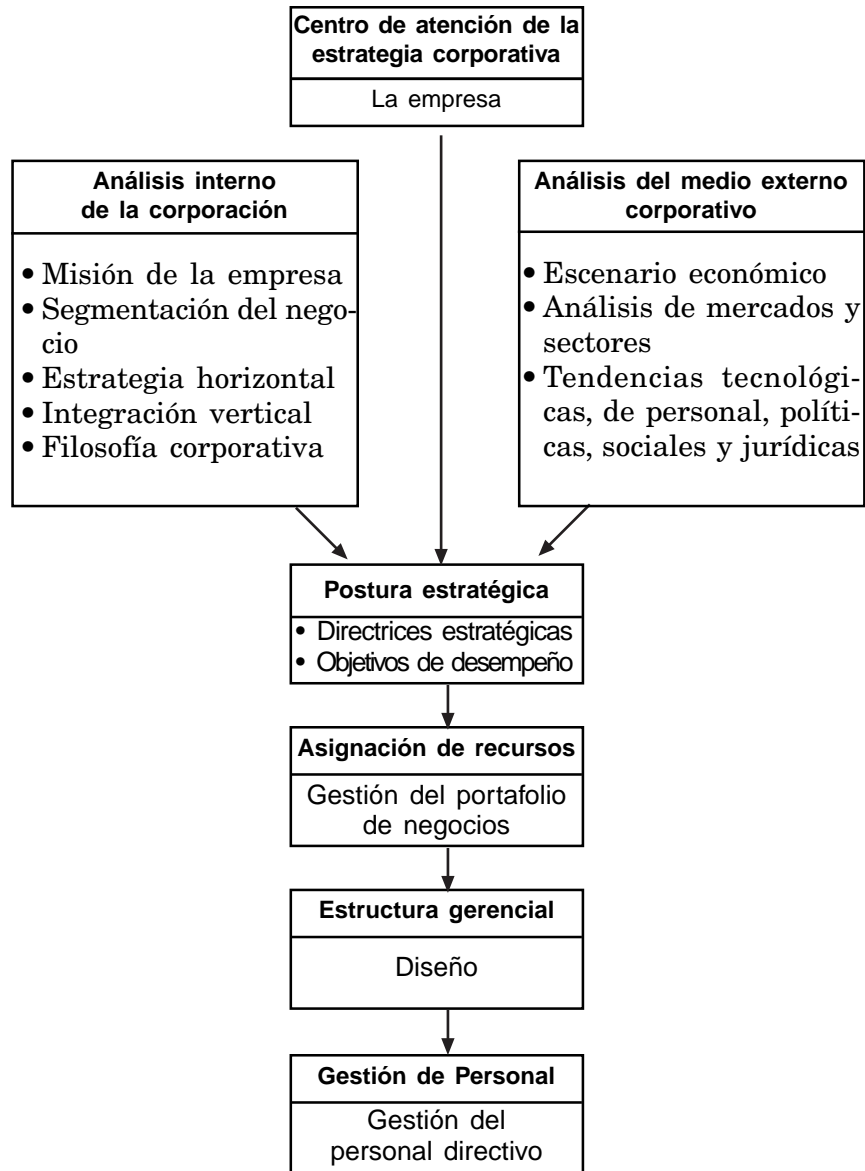 Centro de atención de la
estrategia corporativa
La empresa
Análisis interno
de la corporación
• Misión de la empresa
• Segmentación del nego-
cio
• Estrategia horizontal
• Integración vertical
• Filosofía corporativa
Análisis del medio externo
corporativo
• Escenario económico
• Análisis de mercados y
sectores
• Tendencias tecnológi-
cas, de personal, políti-
cas, sociales y jurídicas
Postura estratégica
• Directrices estratégicas
• Objetivos de desempeño
Asignación de recursos
Gestión del portafolio
de negocios
Estructura gerencial
Diseño
Gestión de Personal
Gestión del
personal directivo